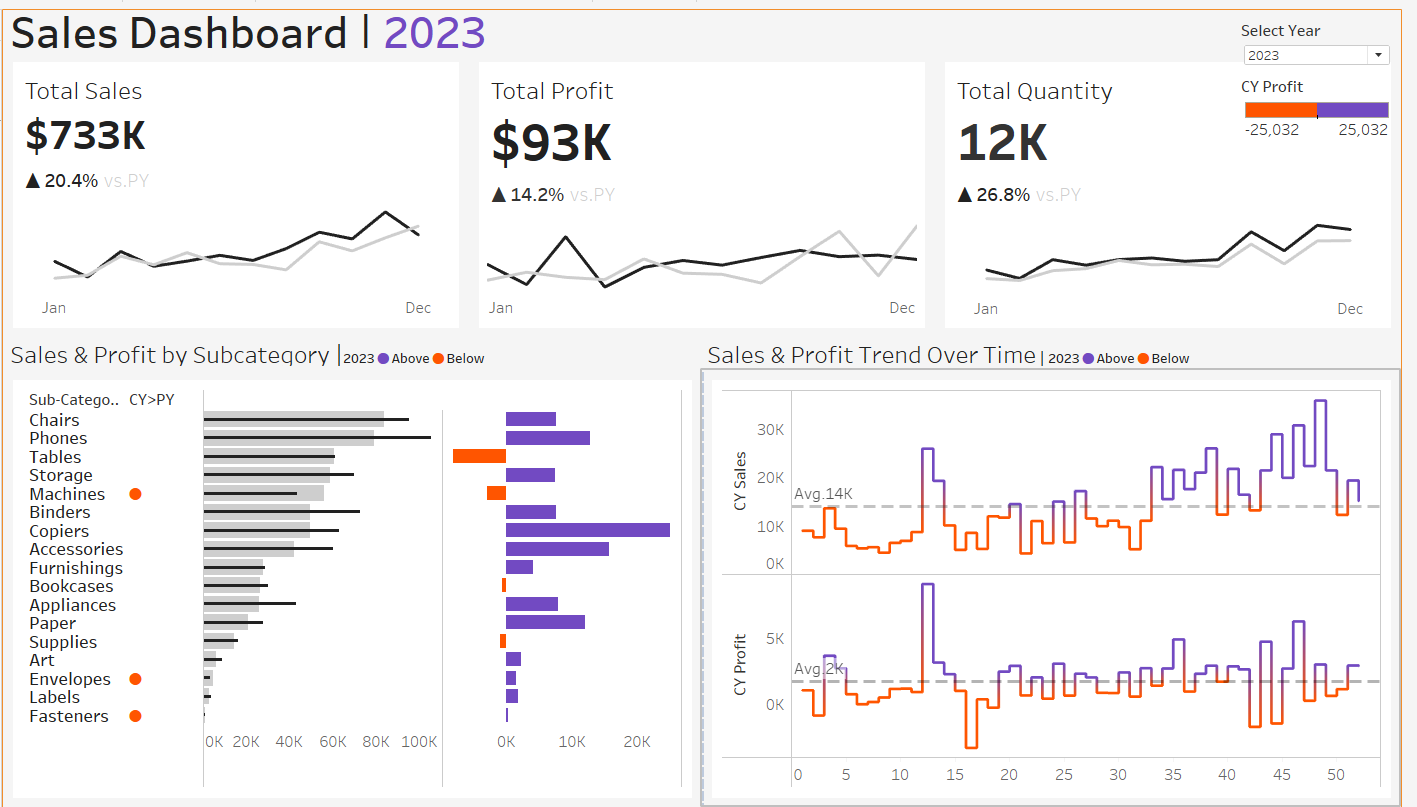 Sales Dashboard | 2023
Select Year
2023
CY Profit
-25,032 25,032
Total Sales
$733K
▲ 20.4% vs.PY
Jan Dec
Total Profit
$93K
▲ 14.2% vs.PY
Jan Dec
Total Quantity
12K
▲ 26.8% vs.PY
Jan Dec
Sales & Profit by Subcategory |2023 ●Above ●Below
Sub-Catego.. CY>PY
Chairs
Phones
Tables
Storage
Machines
Binders
Copiers
Accessories
Furnishings
Bookcases
Appliances
Paper
Supplies
Art
Envelopes
Labels
Fasteners
0K 20K 40K 60K 80K 100K
0K 10K 20K
Sales & Profit Trend Over Time | 2023 ●Above ●Below
CY Sales
30K
20K
Avg.14K
10K
0K
CY Profit
5K
Avg.2K
0K
0 5 10 15 20 25 30 35 40 45 50